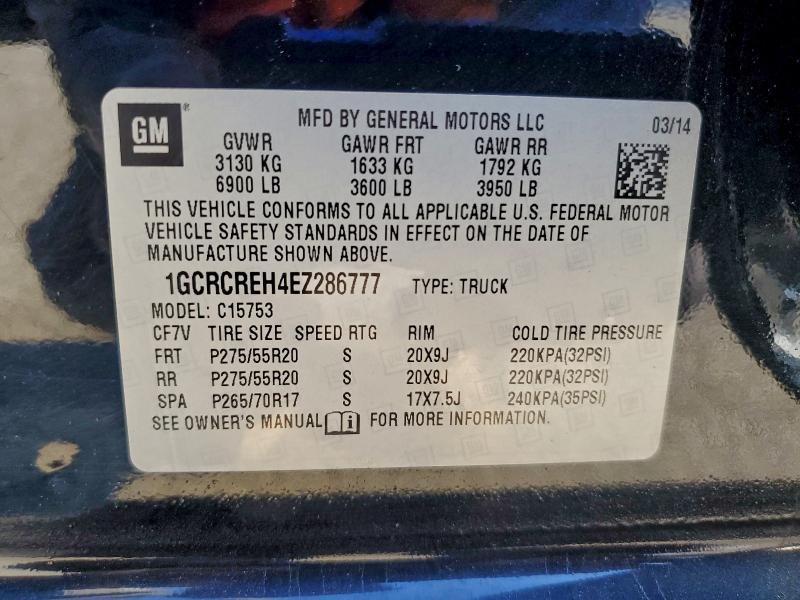 GM®
MFD BY GENERAL MOTORS LLC 03/14
GVWR GAWR FRT GAWR RR
3130 KG 1633 KG 1792 KG
6900 LB 3600 LB 3950 LB
THIS VEHICLE CONFORMS TO ALL APPLICABLE U.S. FEDERAL MOTOR
VEHICLE SAFETY STANDARDS IN EFFECT ON THE DATE OF
MANUFACTURE SHOWN ABOVE.
1GCRCREH4EZ286777 TYPE: TRUCK
MODEL: C15753
CF7V TIRE SIZE SPEED RTG RIM COLD TIRE PRESSURE
FRT P275/55R20 S 20X9J 220KPA(32PSI)
RR P275/55R20 S 20X9J 220KPA(32PSI)
SPA P265/70R17 S 17X7.5J 240KPA(35PSI)
SEE OWNER'S MANUAL i FOR MORE INFORMATION.